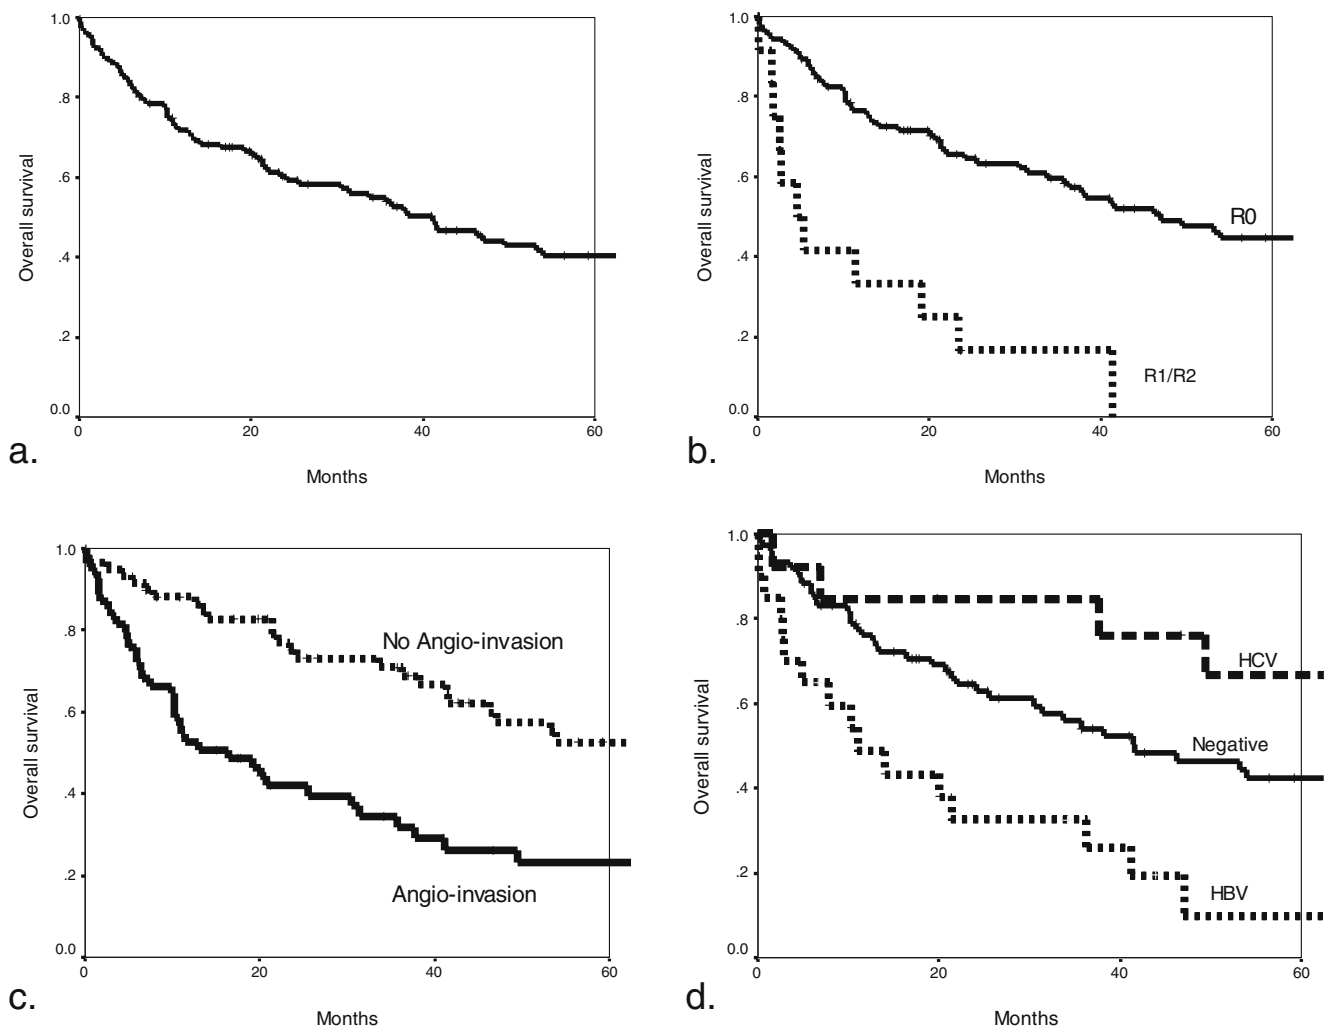 1.0
.8
.6
.4
.2
0.0
Overall survival
0 20 40 60
Months
a.
1.0
.8
.6
.4
.2
0.0
Overall survival
R0
R1/R2
0 20 40 60
Months
b.
1.0
.8
.6
.4
.2
0.0
Overall survival
No Angio-invasion
Angio-invasion
0 20 40 60
Months
c.
1.0
.8
.6
.4
.2
0.0
Overall survival
HCV
Negative
HBV
0 20 40 60
Months
d.